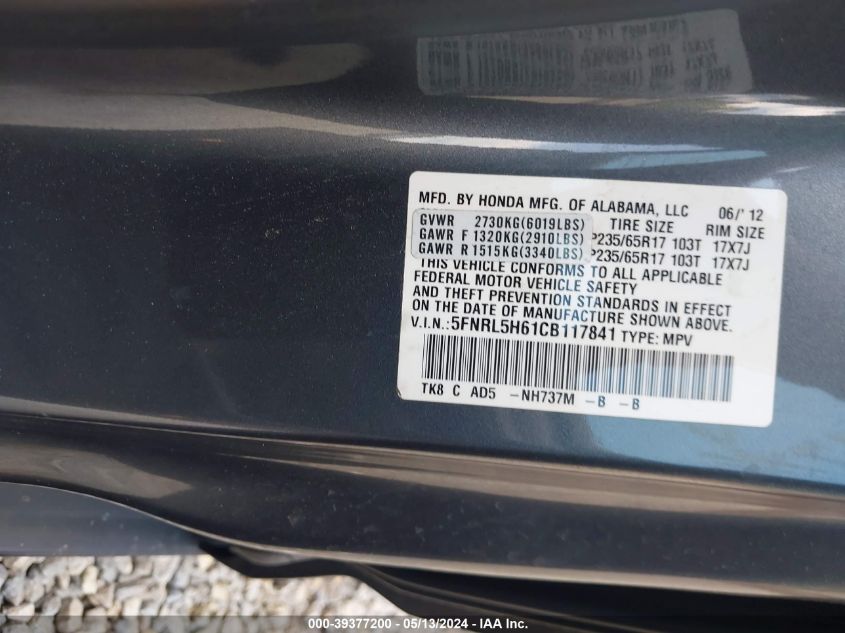 MFD. BY HONDA MFG. OF ALABAMA, LLC 06/'12
GVWR 2730KG(6019LBS) TIRE SIZE RIM SIZE
GAWR F 1320KG(2910LBS) P235/65R17 103T 17X7J
GAWR R 1515KG(3340LBS) P235/65R17 103T 17X7J
THIS VEHICLE CONFORMS TO ALL APPLICABLE
FEDERAL MOTOR VEHICLE SAFETY
AND THEFT PREVENTION STANDARDS IN EFFECT
ON THE DATE OF MANUFACTURE SHOWN ABOVE.
V.I.N.:5FNRL5H61CB117841 TYPE: MPV
TK8 C AD5 -NH737M -B -B
000-39377200 - 05/13/2024 - IAA Inc.